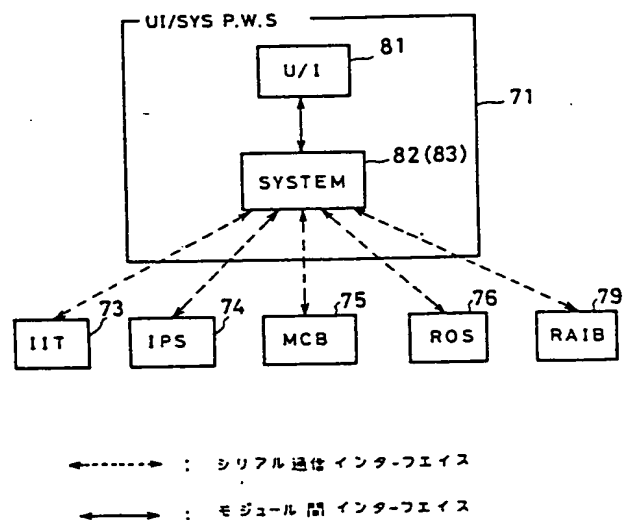 UI/SYS P.W.S
81
U/I
71
82(83)
SYSTEM
73
74
75
76
79
IIT
IPS
MCB
ROS
RAIB
: シリアル通信インターフェイス
: モジュール間インターフェイス